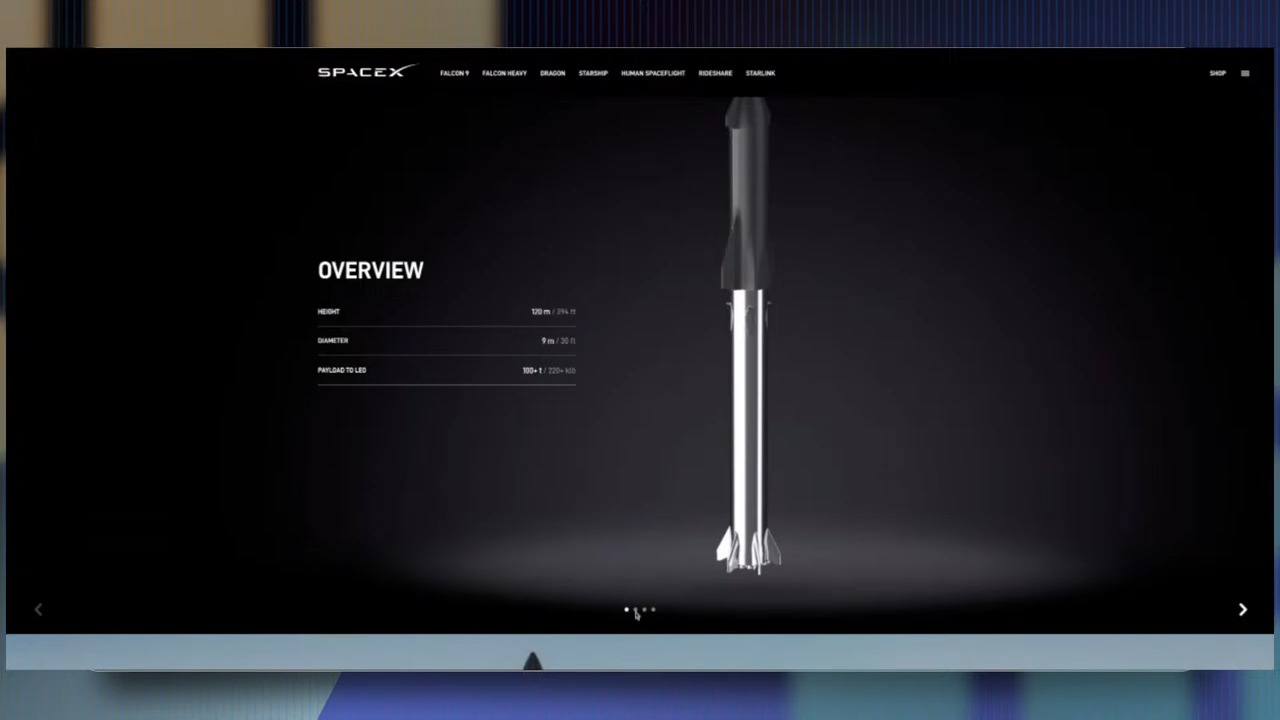 SPACEX FALCON 9 FALCON HEAVY DRAGON STARSHIP HUMAN SPACEFLIGHT RIDESHARE STARLINK SHOP
OVERVIEW
HEIGHT 120 m / 394 ft
DIAMETER 9 m / 30 ft
PAYLOAD TO LEO 100+ t / 220+ klb